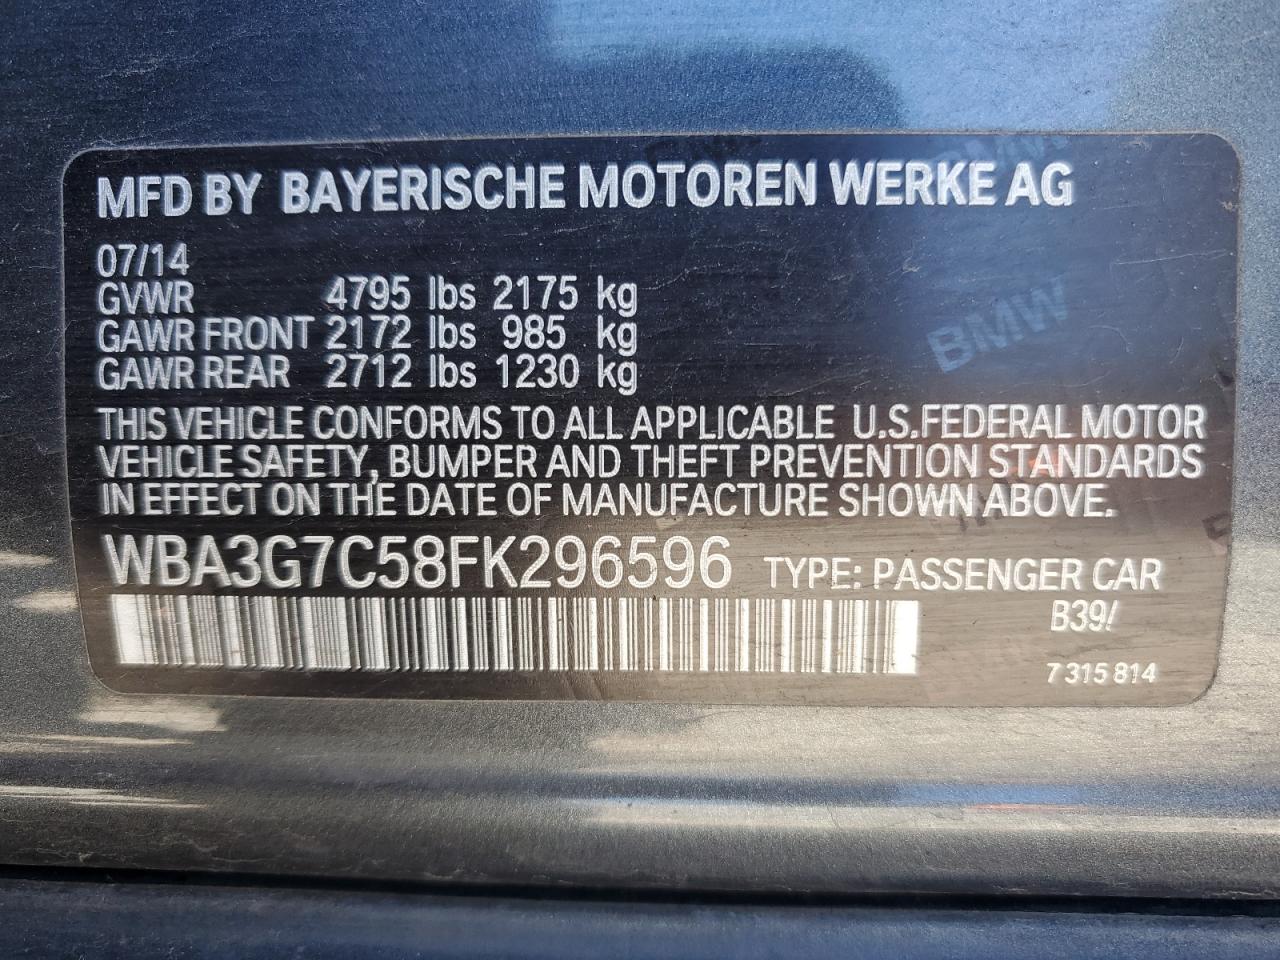 MFD BY BAYERISCHE MOTOREN WERKE AG
07/14
GVWR 4795 lbs 2175 kg
GAWR FRONT 2172 lbs 985 kg
GAWR REAR 2712 lbs 1230 kg
BMW
THIS VEHICLE CONFORMS TO ALL APPLICABLE U.S.FEDERAL MOTOR
VEHICLE SAFETY, BUMPER AND THEFT PREVENTION STANDARDS
IN EFFECT ON THE DATE OF MANUFACTURE SHOWN ABOVE.
WBA3G7C58FK296596 TYPE: PASSENGER CAR
B39/
7 315 814